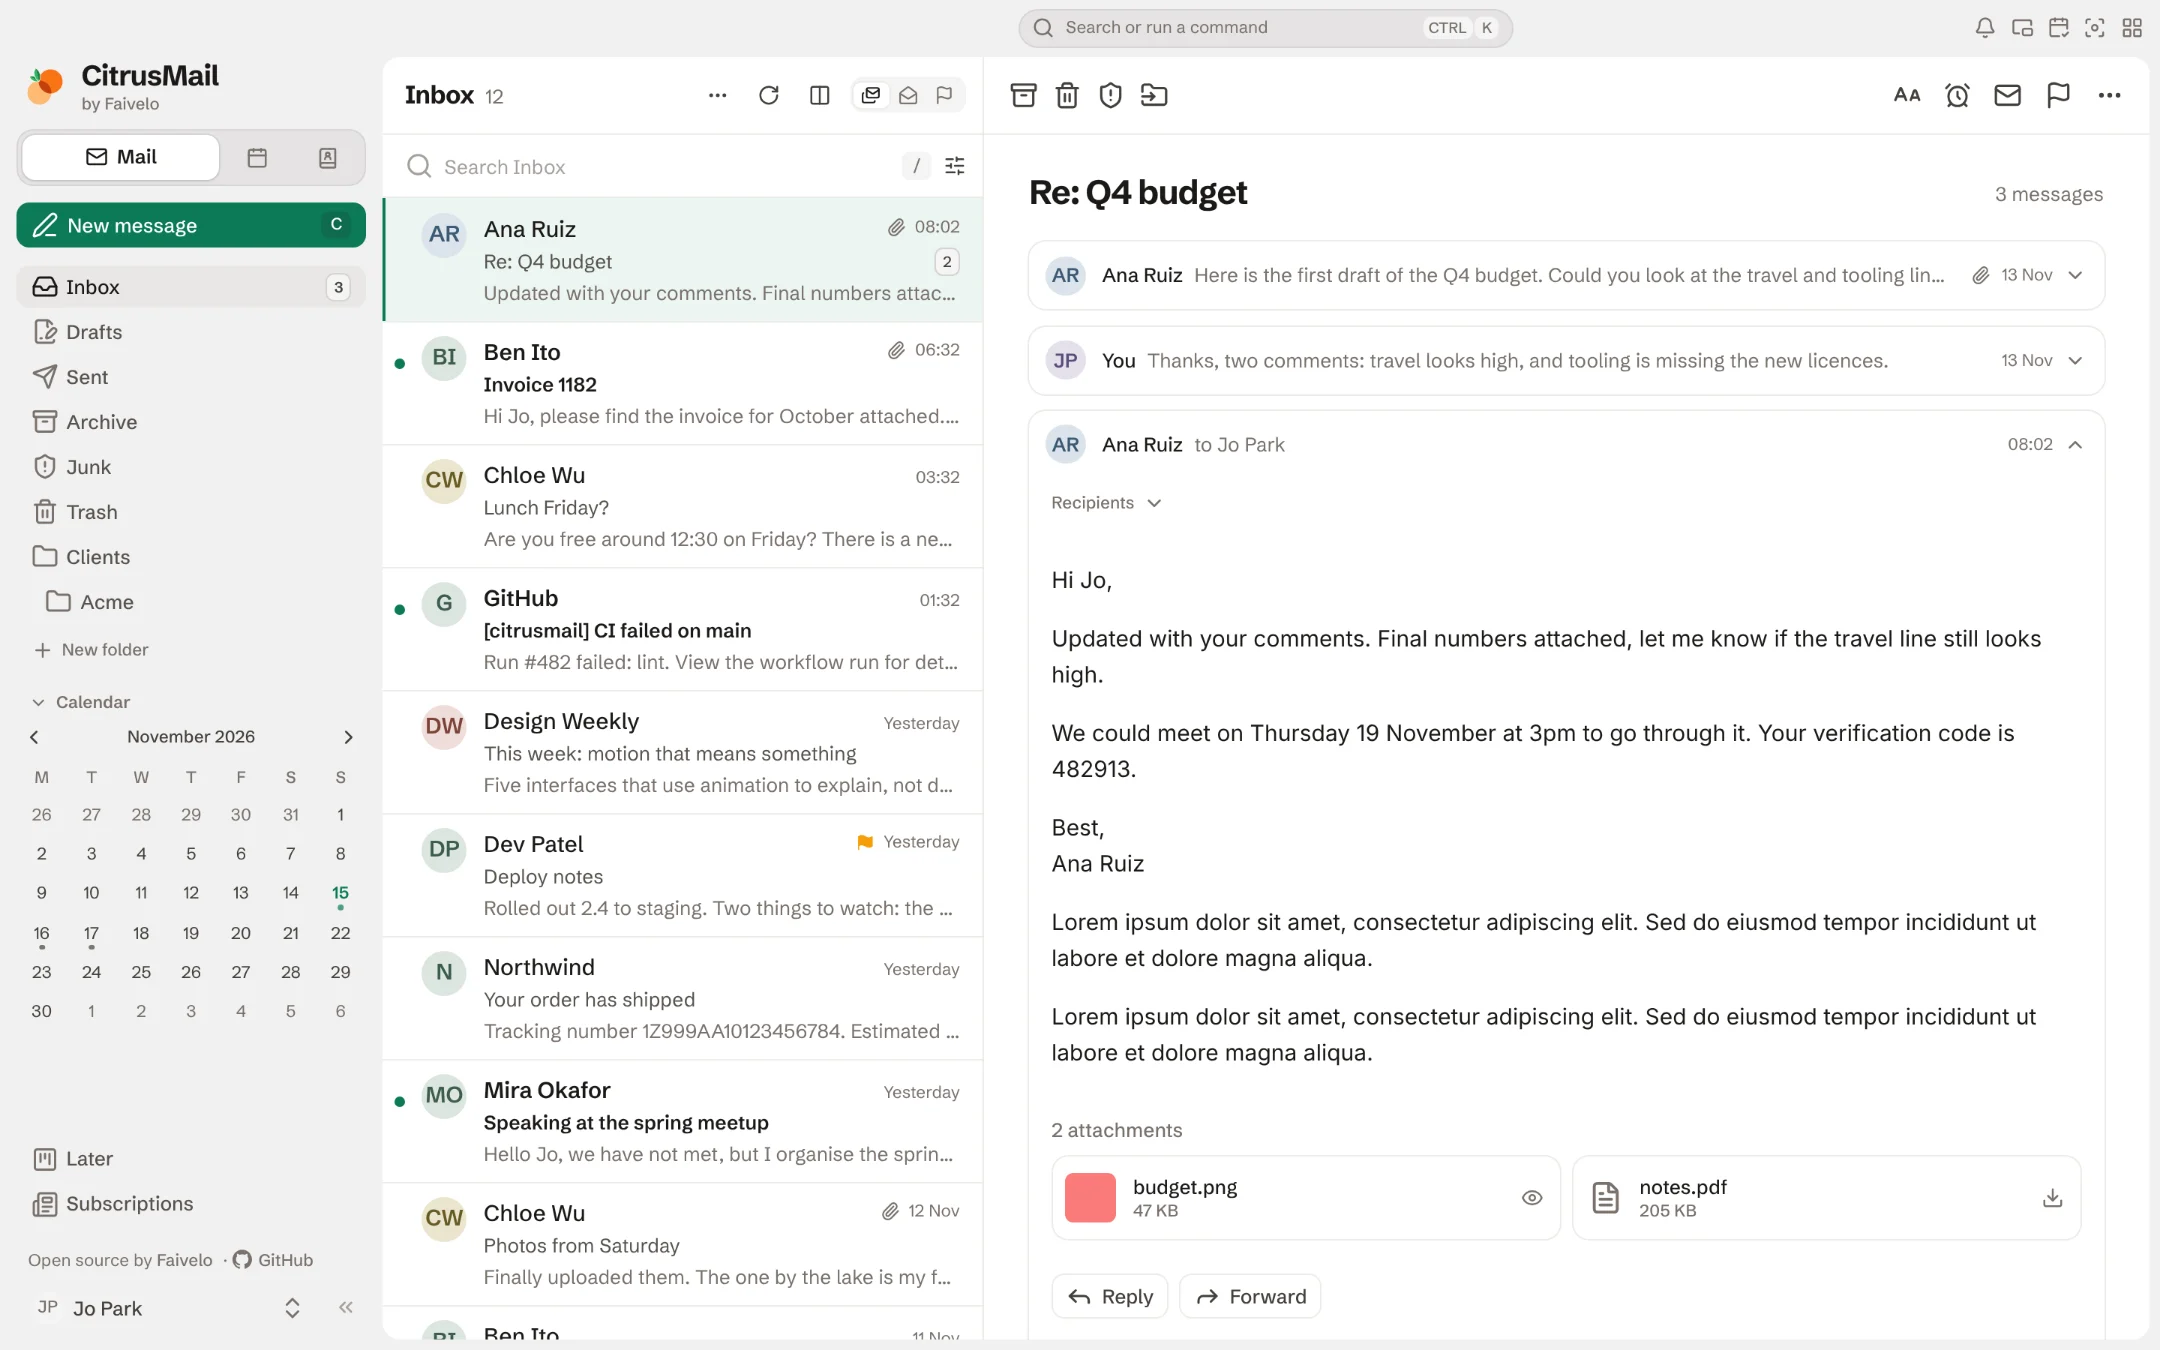 Search or run a command CTRL K
CitrusMail
by Faivelo
Mail
New message C
Inbox 3
Drafts
Sent
Archive
Junk
Trash
Clients
Acme
New folder
Calendar
November 2026
M T W T F S S
26 27 28 29 30 31 1
2 3 4 5 6 7 8
9 10 11 12 13 14 15
16 17 18 19 20 21 22
23 24 25 26 27 28 29
30 1 2 3 4 5 6
Later
Subscriptions
Open source by Faivelo · GitHub
JP Jo Park
Inbox 12
Search Inbox /
AR Ana Ruiz 08:02
Re: Q4 budget 2
Updated with your comments. Final numbers attac...
BI Ben Ito 06:32
Invoice 1182
Hi Jo, please find the invoice for October attached....
CW Chloe Wu 03:32
Lunch Friday?
Are you free around 12:30 on Friday? There is a ne...
G GitHub 01:32
[citrusmail] CI failed on main
Run #482 failed: lint. View the workflow run for det...
DW Design Weekly Yesterday
This week: motion that means something
Five interfaces that use animation to explain, not d...
DP Dev Patel Yesterday
Deploy notes
Rolled out 2.4 to staging. Two things to watch: the ...
N Northwind Yesterday
Your order has shipped
Tracking number 1Z999AA10123456784. Estimated ...
MO Mira Okafor Yesterday
Speaking at the spring meetup
Hello Jo, we have not met, but I organise the sprin...
CW Chloe Wu 12 Nov
Photos from Saturday
Finally uploaded them. The one by the lake is my f...
BI Ben Ito 11 Nov
AA
Re: Q4 budget 3 messages
AR Ana Ruiz Here is the first draft of the Q4 budget. Could you look at the travel and tooling lin... 13 Nov
JP You Thanks, two comments: travel looks high, and tooling is missing the new licences. 13 Nov
AR Ana Ruiz to Jo Park 08:02
Recipients
Hi Jo,
Updated with your comments. Final numbers attached, let me know if the travel line still looks
high.
We could meet on Thursday 19 November at 3pm to go through it. Your verification code is
482913.
Best,
Ana Ruiz
Lorem ipsum dolor sit amet, consectetur adipiscing elit. Sed do eiusmod tempor incididunt ut
labore et dolore magna aliqua.
Lorem ipsum dolor sit amet, consectetur adipiscing elit. Sed do eiusmod tempor incididunt ut
labore et dolore magna aliqua.
2 attachments
budget.png
47 KB
notes.pdf
205 KB
Reply
Forward